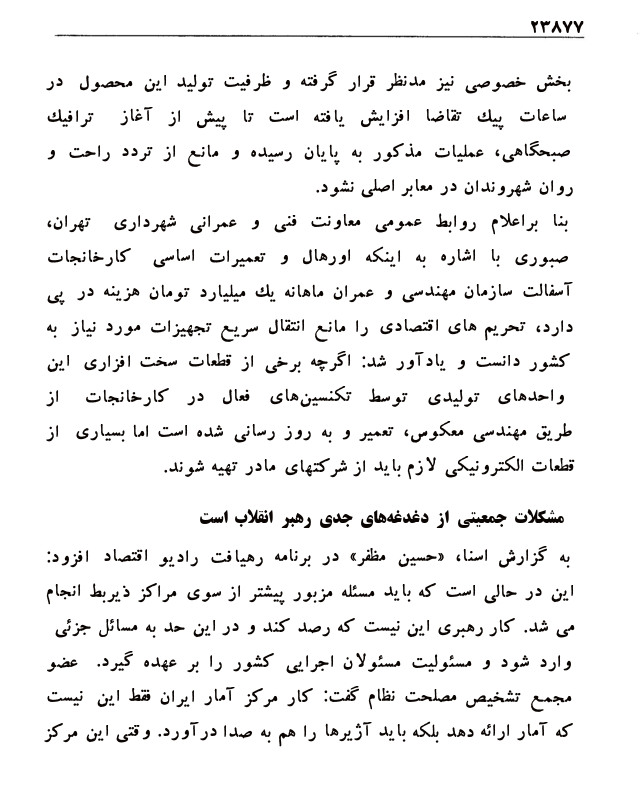 ۲۳۸۷۷
بخش خصوصی نیز مدنظر قرار گرفته و ظرفیت تولید این محصول در
ساعات پیك تقاضا افزایش یافته است تا پیش از آغاز ترافیك
صبحگاهی، عملیات مذکور به پایان رسیده و مانع از تردد راحت و
روان شهروندان در معابر اصلی نشود.
بنا براعلام روابط عمومی معاونت فنی و عمرانی شهرداری تهران،
صبوری با اشاره به اینکه اورهال و تعمیرات اساسی کارخانجات
آسفالت سازمان مهندسی و عمران ماهانه یك میلیارد تومان هزینه در پی
دارد، تحریم های اقتصادی را مانع انتقال سریع تجهیزات مورد نیاز به
کشور دانست و یادآور شد: اگرچه برخی از قطعات سخت افزاری این
واحدهای تولیدی توسط تکنسین‌های فعال در کارخانجات از
طریق مهندسی معکوس، تعمیر و به روز رسانی شده است اما بسیاری از
قطعات الکترونیکی لازم باید از شرکتهای مادر تهیه شوند.
مشکلات جمعیتی از دغدغه‌های جدی رهبر انقلاب است
به گزارش اسنا، «حسین مظفر» در برنامه رهیافت رادیو اقتصاد افزود:
این در حالی است که باید مسئله مزبور پیشتر از سوی مراکز ذیربط انجام
می شد. کار رهبری این نیست که رصد کند و در این حد به مسائل جزئی
وارد شود و مسئولیت مسئولان اجرایی کشور را بر عهده گیرد. عضو
مجمع تشخیص مصلحت نظام گفت: کار مرکز آمار ایران فقط این نیست
که آمار ارائه دهد بلکه باید آژیرها را هم به صدا درآورد. وقتی این مرکز